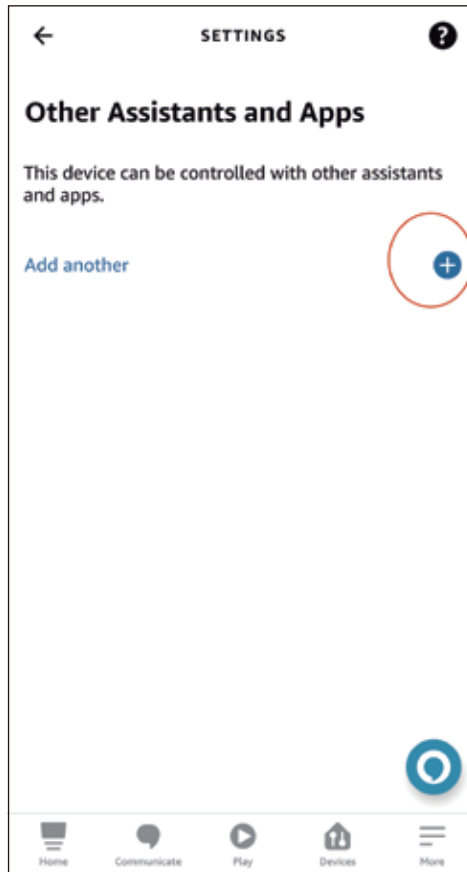 SETTINGS
?
Other Assistants and Apps
This device can be controlled with other assistants
and apps.
Add another
Home Communicate Play Devices More